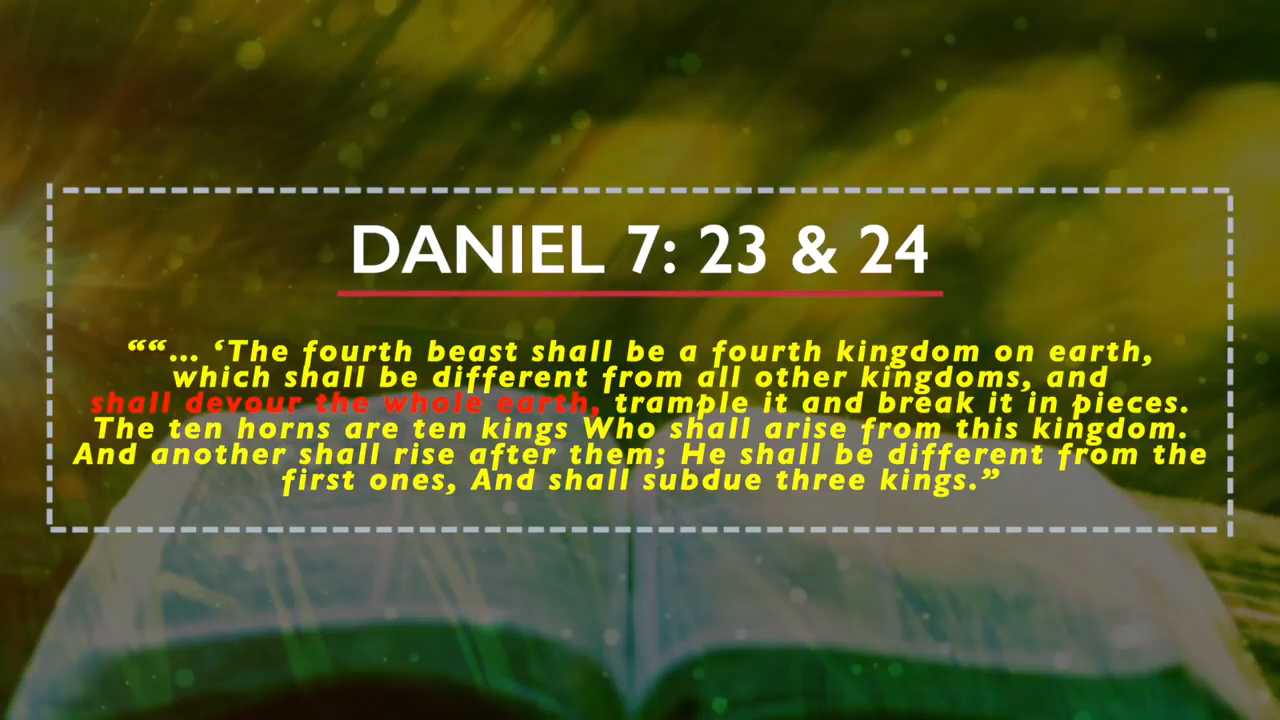 DANIEL 7: 23 & 24
““... ‘The fourth beast shall be a fourth kingdom on earth,
which shall be different from all other kingdoms, and
shall devour the whole earth, trample it and break it in pieces.
The ten horns are ten kings Who shall arise from this kingdom.
And another shall rise after them; He shall be different from the
first ones, And shall subdue three kings.”